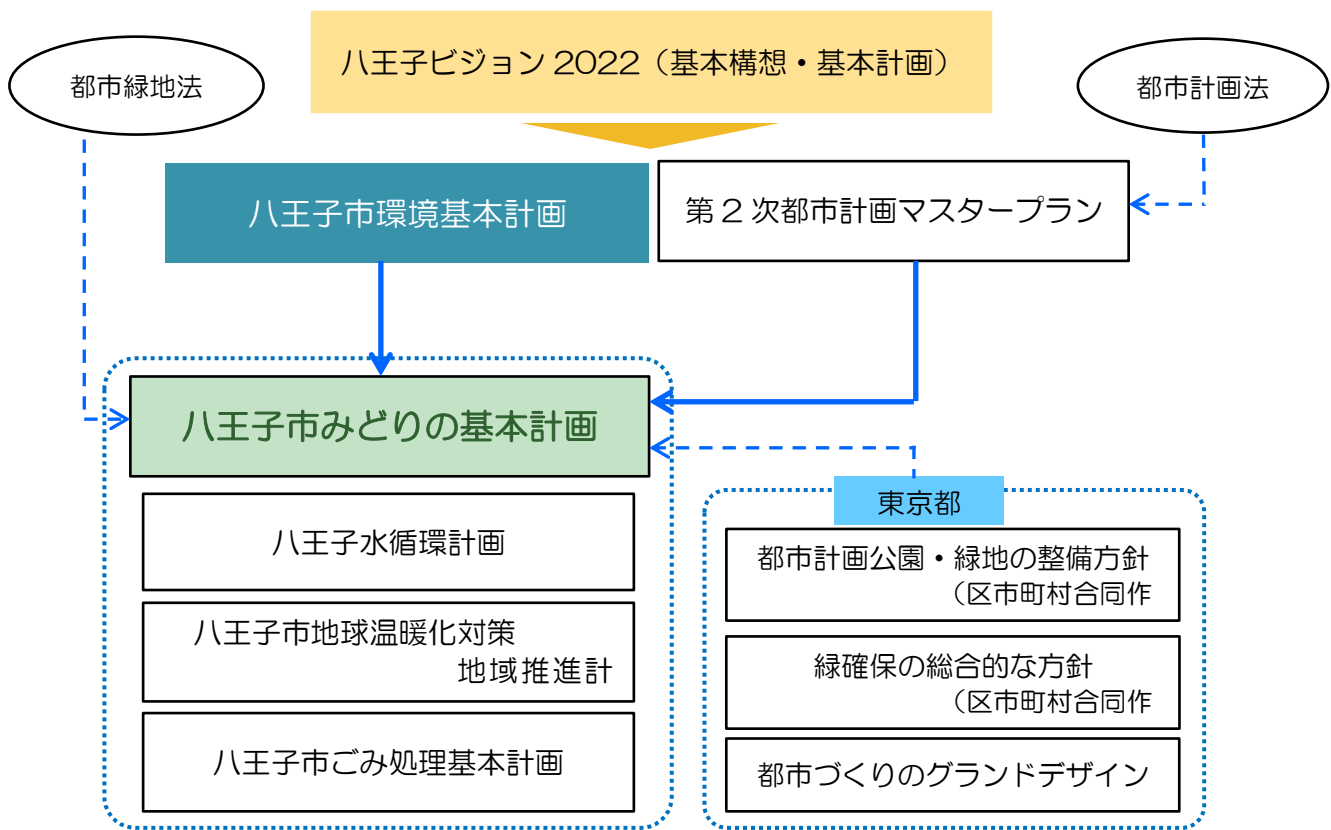 八王子ビジョン 2022（基本構想・基本計画）
都市緑地法
都市計画法
八王子市環境基本計画
第２次都市計画マスタープラン
八王子市みどりの基本計画
八王子水循環計画
八王子市地球温暖化対策
地域推進計
八王子市ごみ処理基本計画
東京都
都市計画公園・緑地の整備方針
（区市町村合同作
緑確保の総合的な方針
（区市町村合同作
都市づくりのグランドデザイン